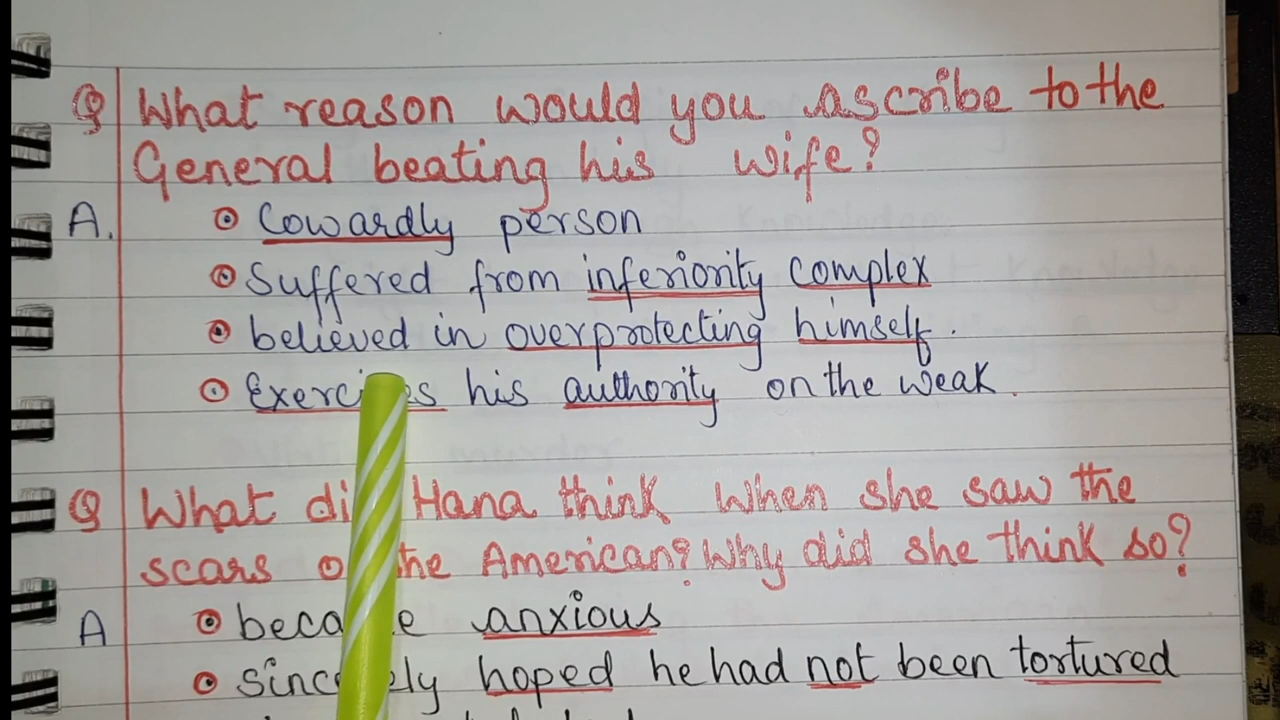 Q What reason would you ascribe to the
General beating his wife?
A. Cowardly person
Suffered from inferiority complex
believed in overprotecting himself.
his authority on the weak.
Q What Hana think when she saw the
scars the American? Why did she think so?
A anxious
hoped he had not been tortured